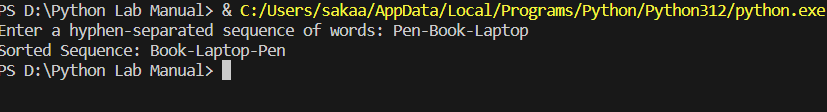 PS D:\Python Lab Manual> & C:/Users/sakaa/AppData/Local/Programs/Python/Python312/python.exe
Enter a hyphen-separated sequence of words: Pen-Book-Laptop
Sorted Sequence: Book-Laptop-Pen
PS D:\Python Lab Manual>